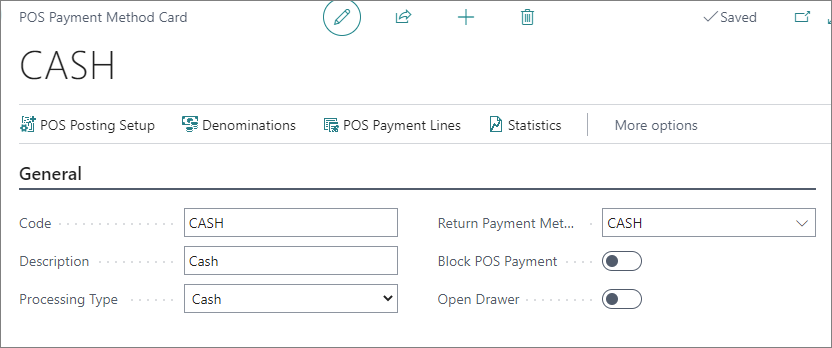 POS Payment Method Card
Saved
CASH
POS Posting Setup Denominations POS Payment Lines Statistics More options
General
Code CASH Return Payment Met... CASH
Description Cash Block POS Payment
Processing Type Cash Open Drawer